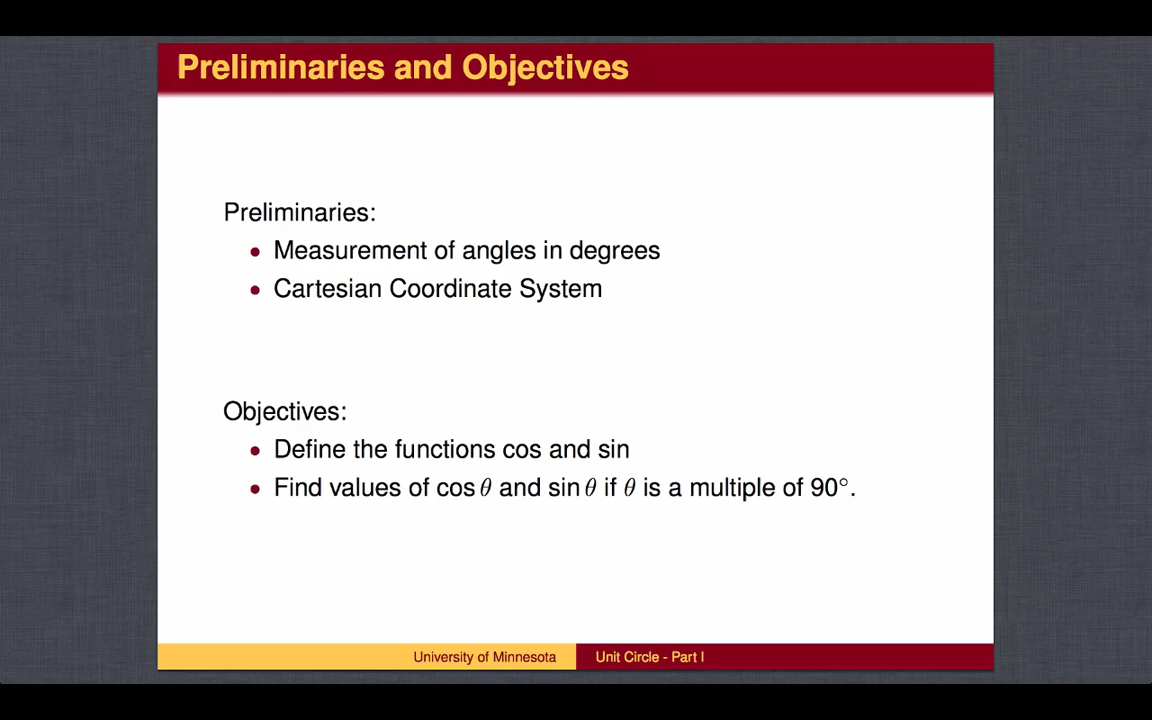 Preliminaries and Objectives
Preliminaries:
• Measurement of angles in degrees
• Cartesian Coordinate System
Objectives:
• Define the functions cos and sin
• Find values of cos θ and sin θ if θ is a multiple of 90°.
University of Minnesota
Unit Circle - Part I